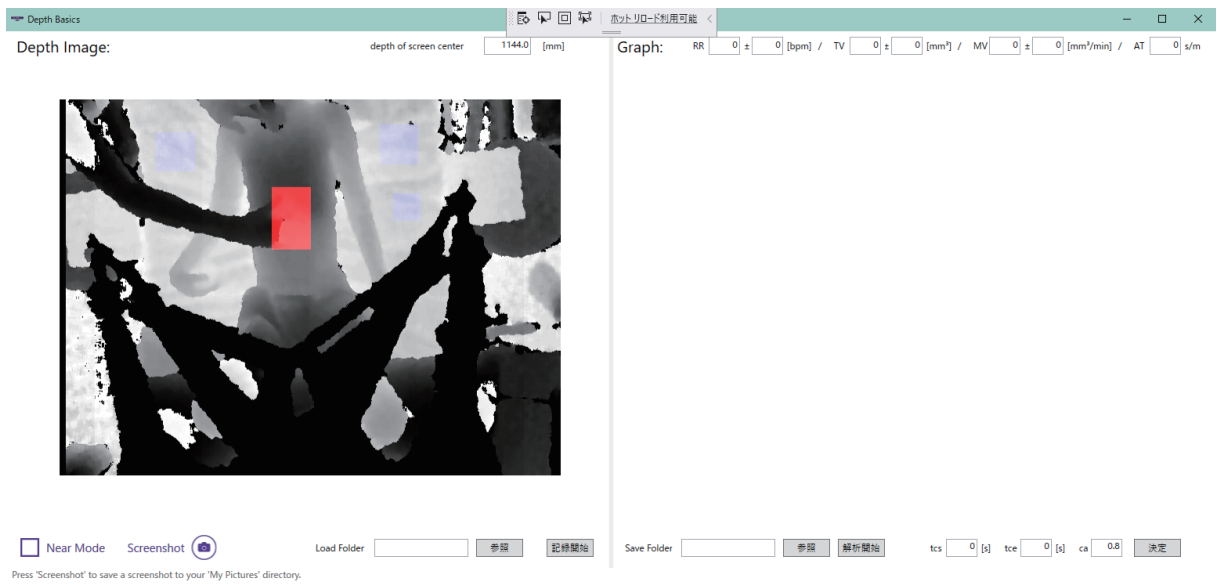 Depth Basics
ホット リロード利用可能
Depth Image:
depth of screen center 1144.0 [mm]
Graph: RR 0 ± 0 [bpm] / TV 0 ± 0 [mm³] / MV 0 ± 0 [mm³/min] / AT 0 s/m
Near Mode Screenshot Load Folder 参照 記録開始
Save Folder 参照 解析開始 tcs 0 [s] tce 0 [s] ca 0.8 決定
Press 'Screenshot' to save a screenshot to your 'My Pictures' directory.